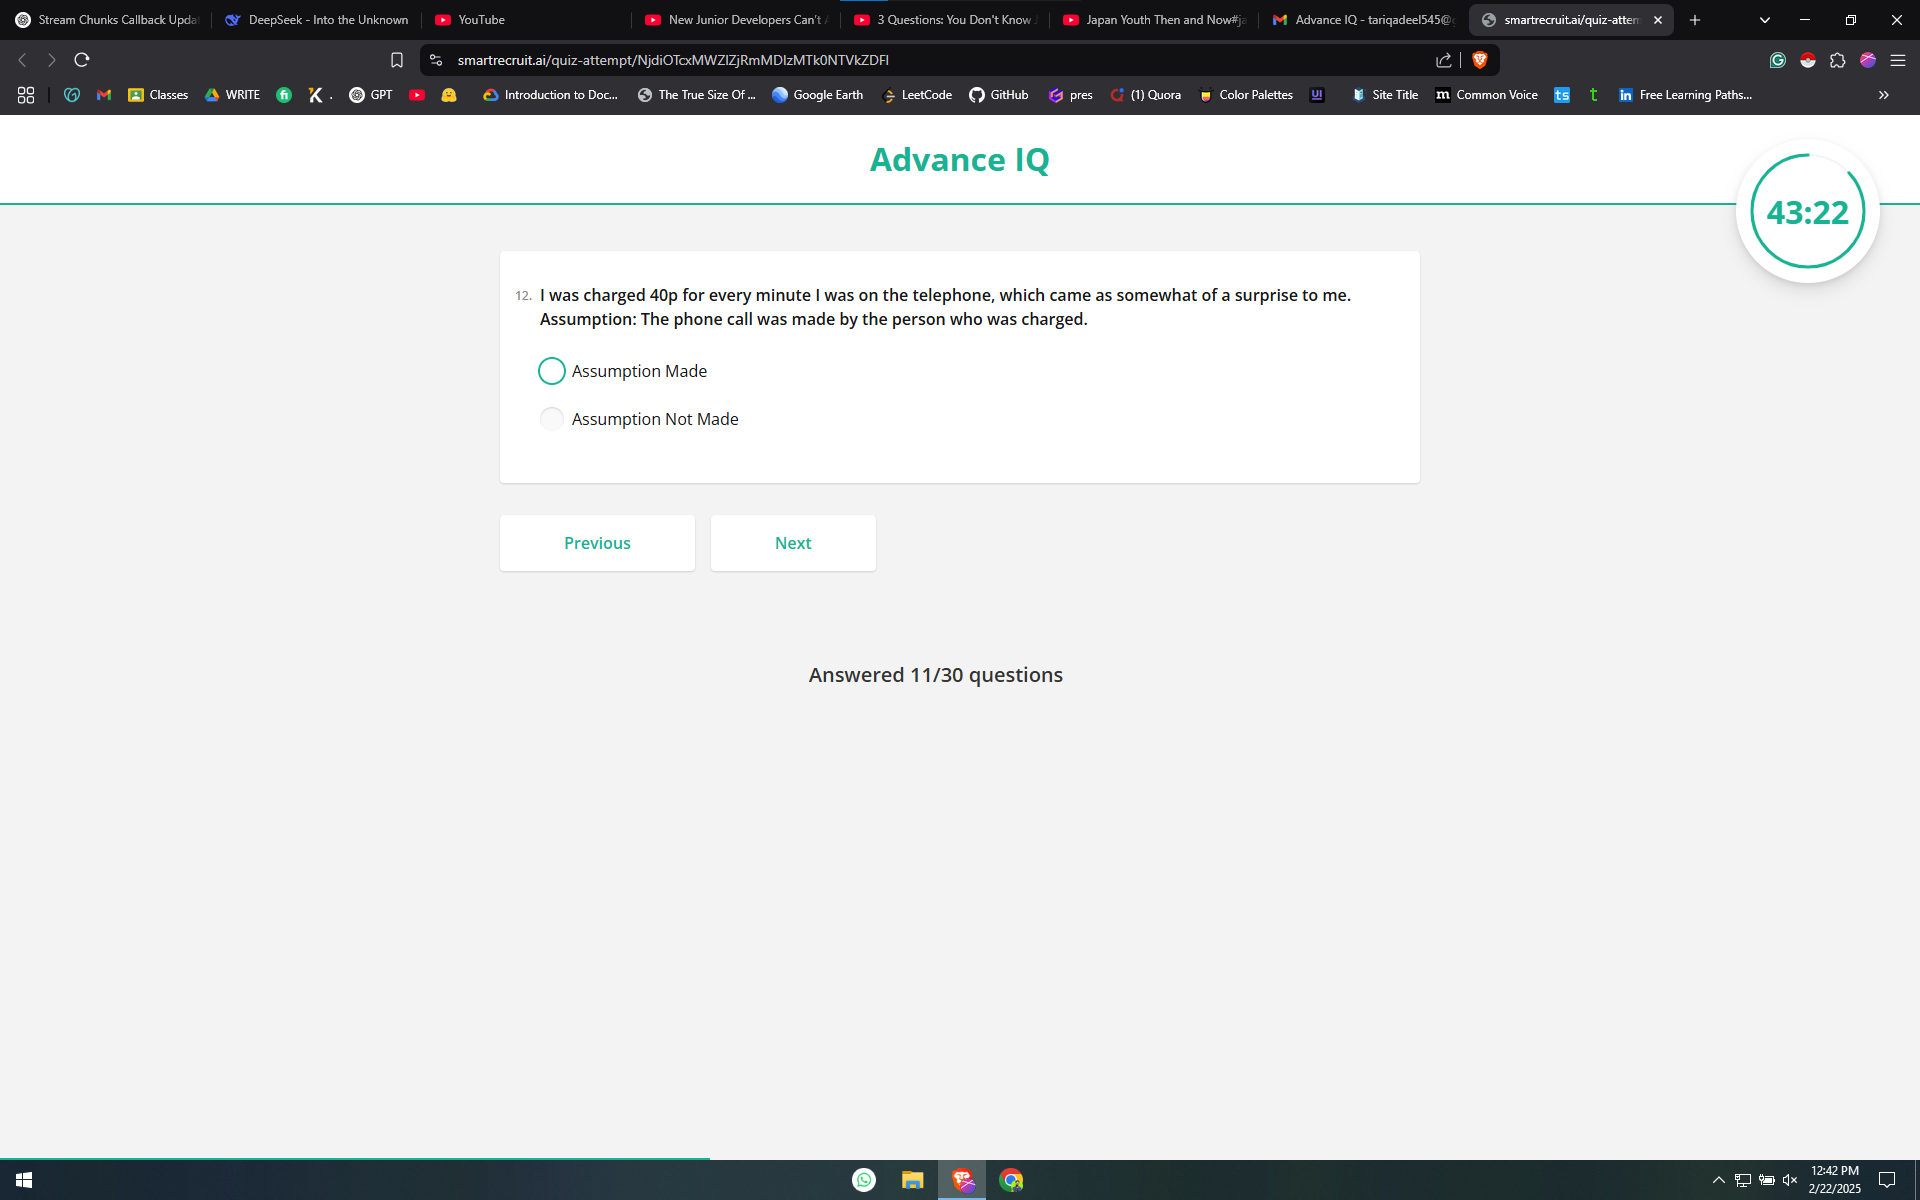 Stream Chunks Callback Upda
DeepSeek - Into the Unknown
YouTube
New Junior Developers Can't
3 Questions: You Don't Know
Japan Youth Then and Now#ja
Advance IQ - tariqadeel545@
smartrecruit.ai/quiz-attem
smartrecruit.ai/quiz-attempt/
Classes
WRITE
GPT
Introduction to Doc...
The True Size Of ...
Google Earth
LeetCode
GitHub
pres
(1) Quora
Color Palettes
UI
Site Title
m Common Voice
ts
t
in Free Learning Paths...
»
Advance IQ
43:22
12. I was charged 40p for every minute I was on the telephone, which came as somewhat of a surprise to me.
Assumption: The phone call was made by the person who was charged.
Assumption Made
Assumption Not Made
Previous
Next
Answered 11/30 questions
12:42 PM
2/22/2025